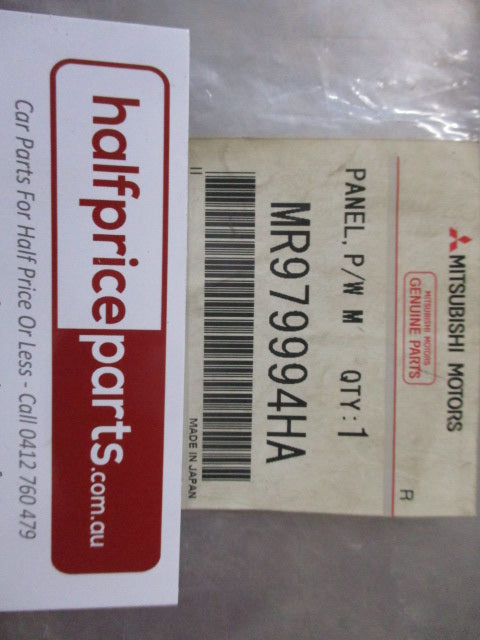 MITSUBISHI MOTORS
MITSUBISHI MOTORS
GENUINE PARTS
R
PANEL, P/W M QTY:1
MR979994HA
MADE IN JAPAN
halfpriceparts.com.au
Car Parts For Half Price Or Less - Call 0412 760 479